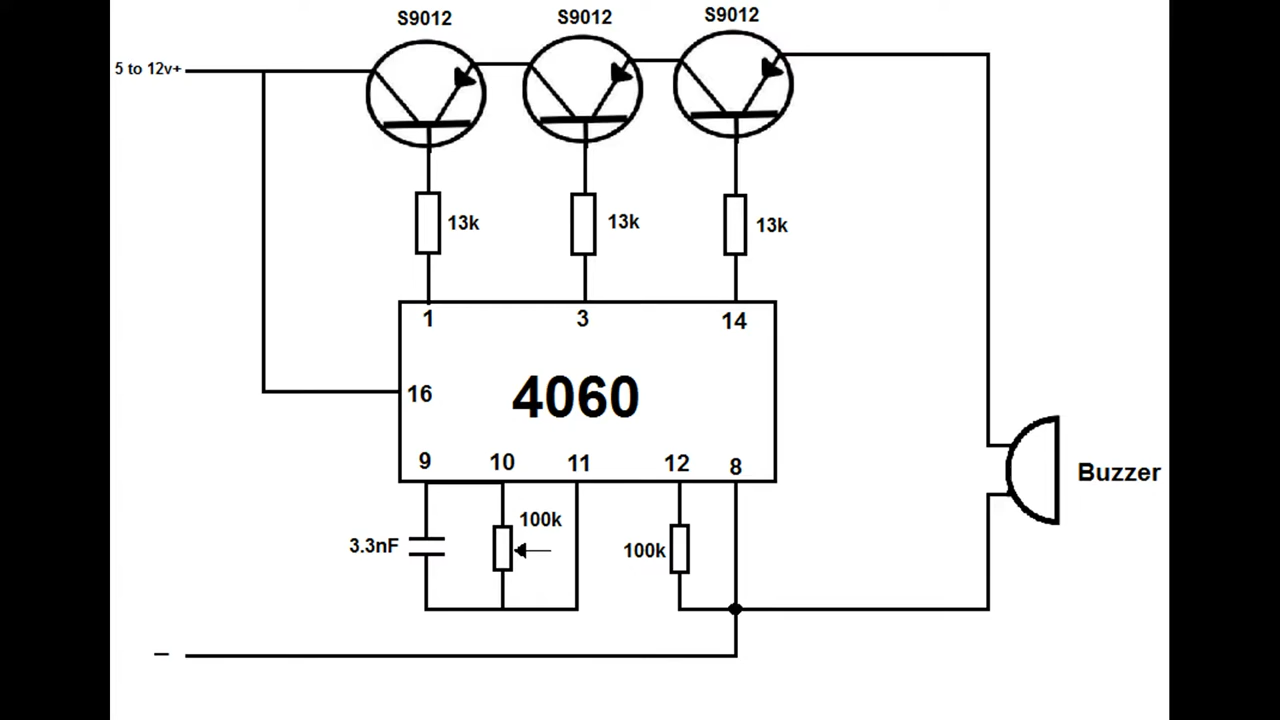 S9012
S9012
S9012
5 to 12v+
13k
13k
13k
1
3
14
16
4060
9
10
11
12
8
100k
3.3nF
100k
Buzzer
–